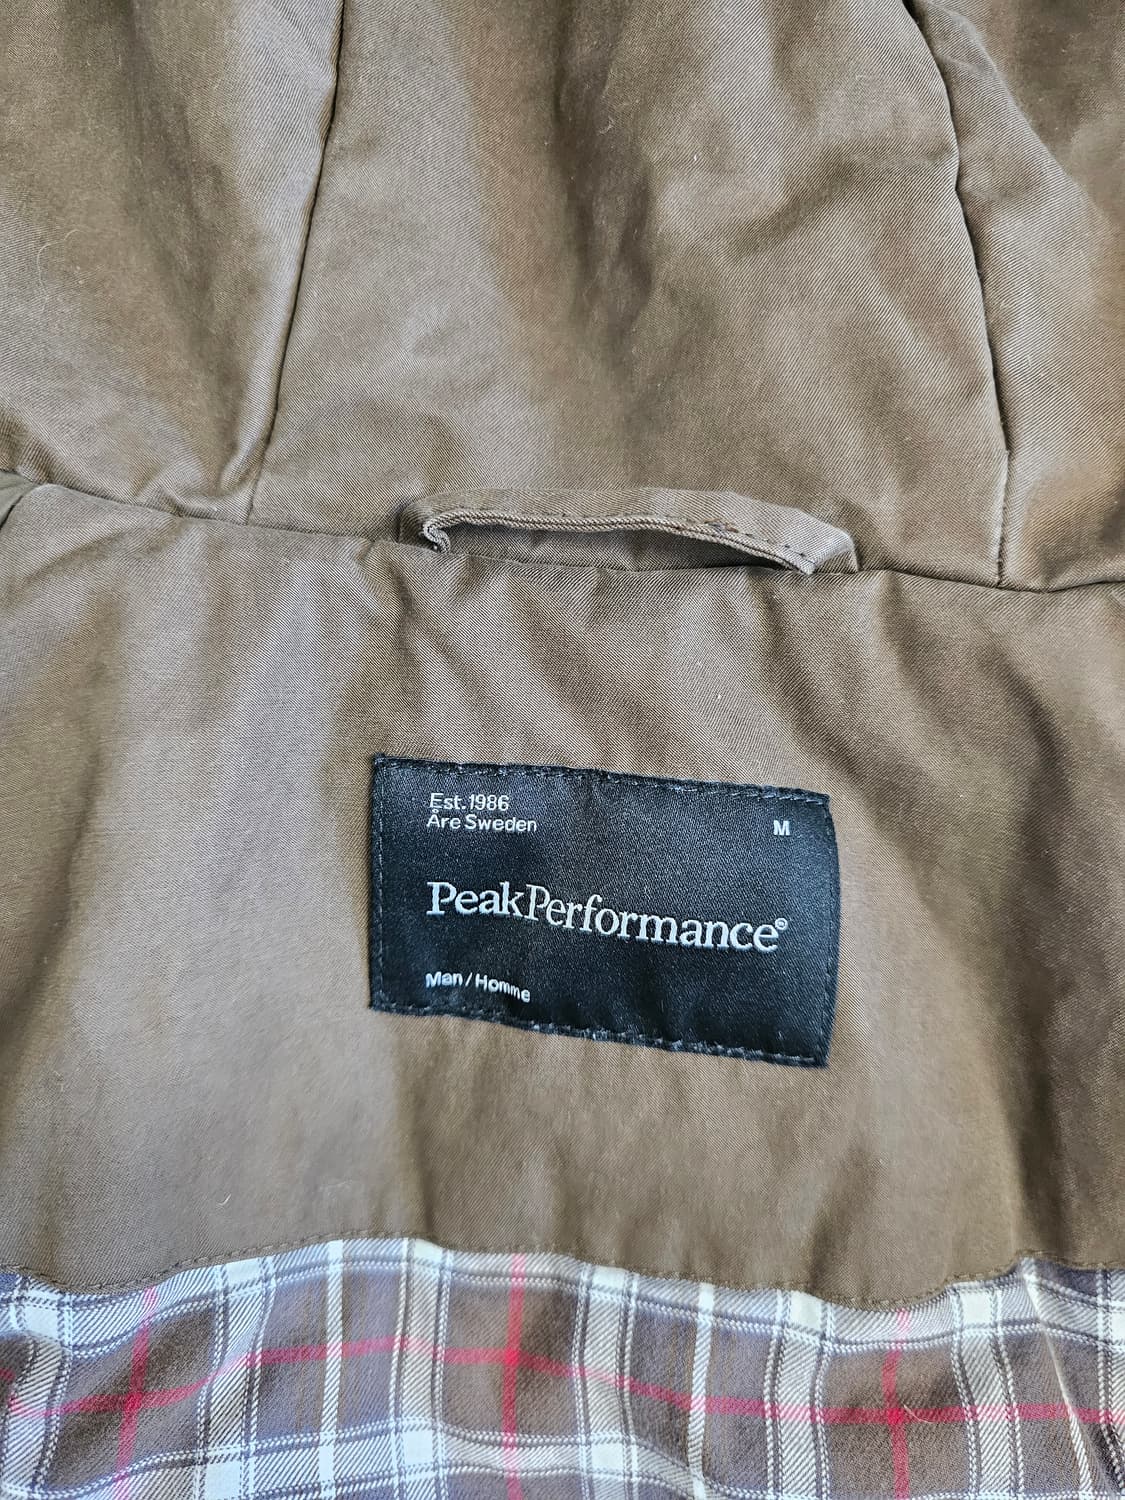 Est. 1986
Åre Sweden
M
PeakPerformance®
Man / Homme